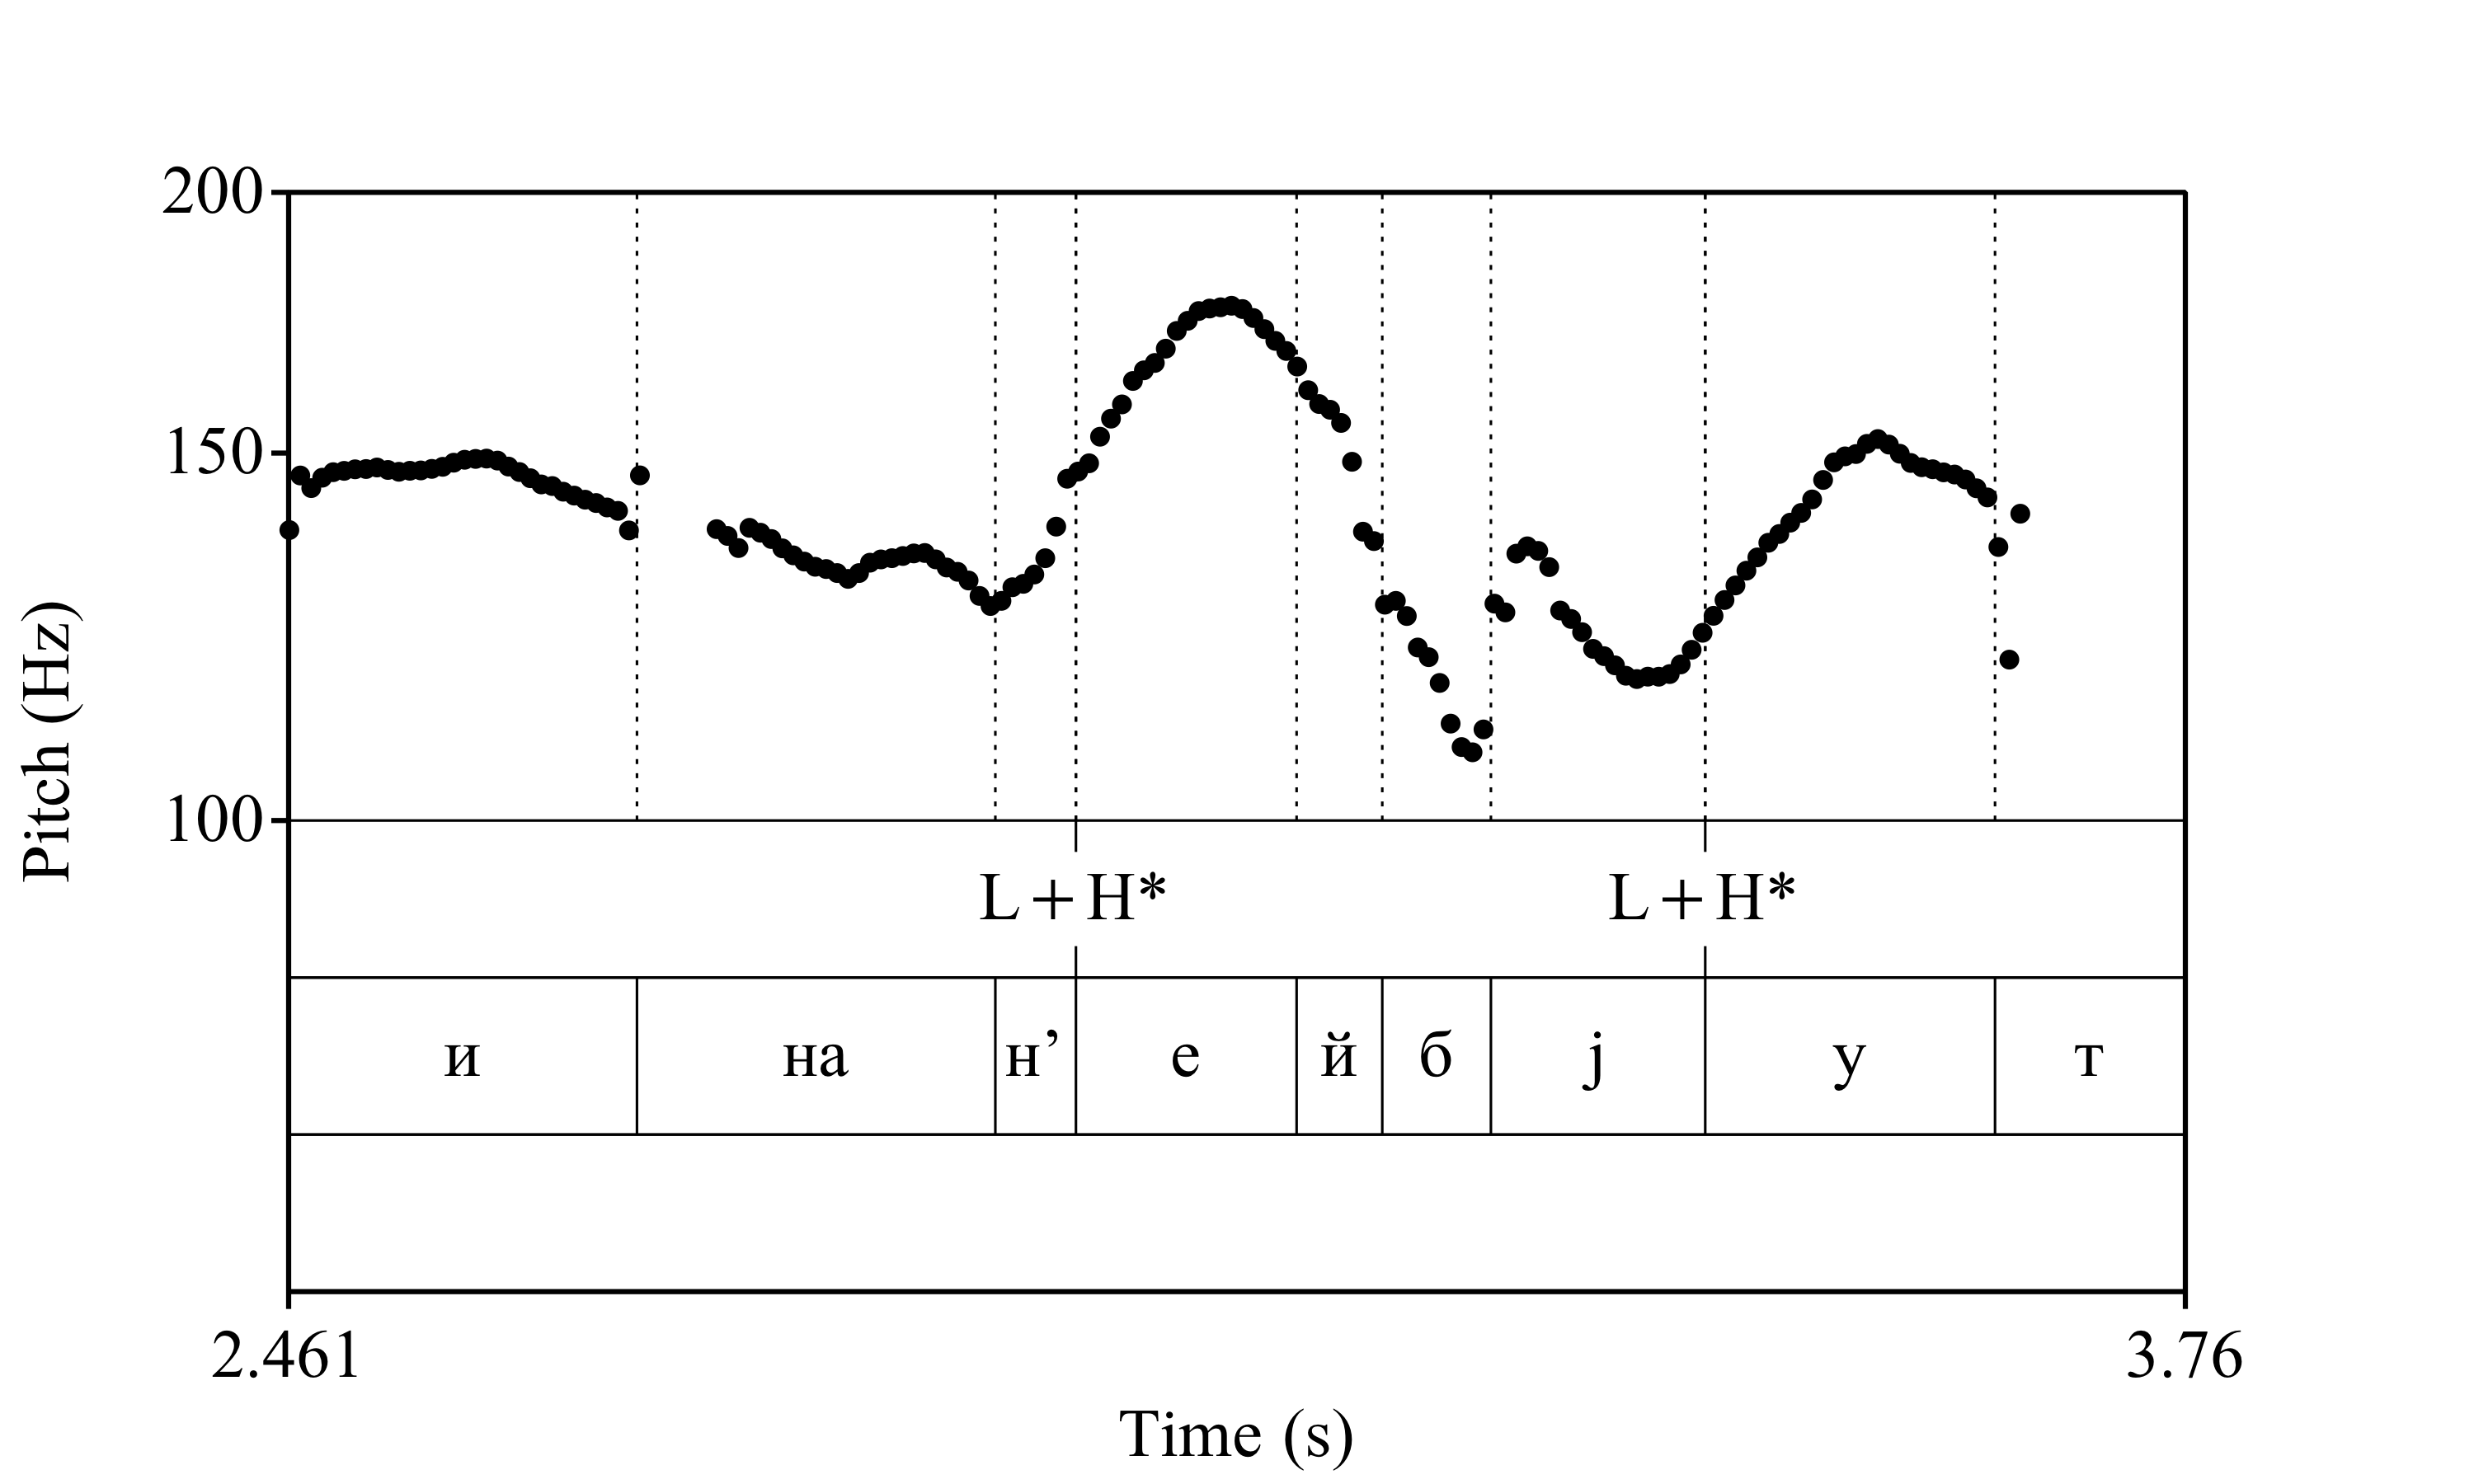 200
150
100
Pitch (Hz)
L+H* L+H*
и на н’ е й б j у т
2.461 3.76
Time (s)